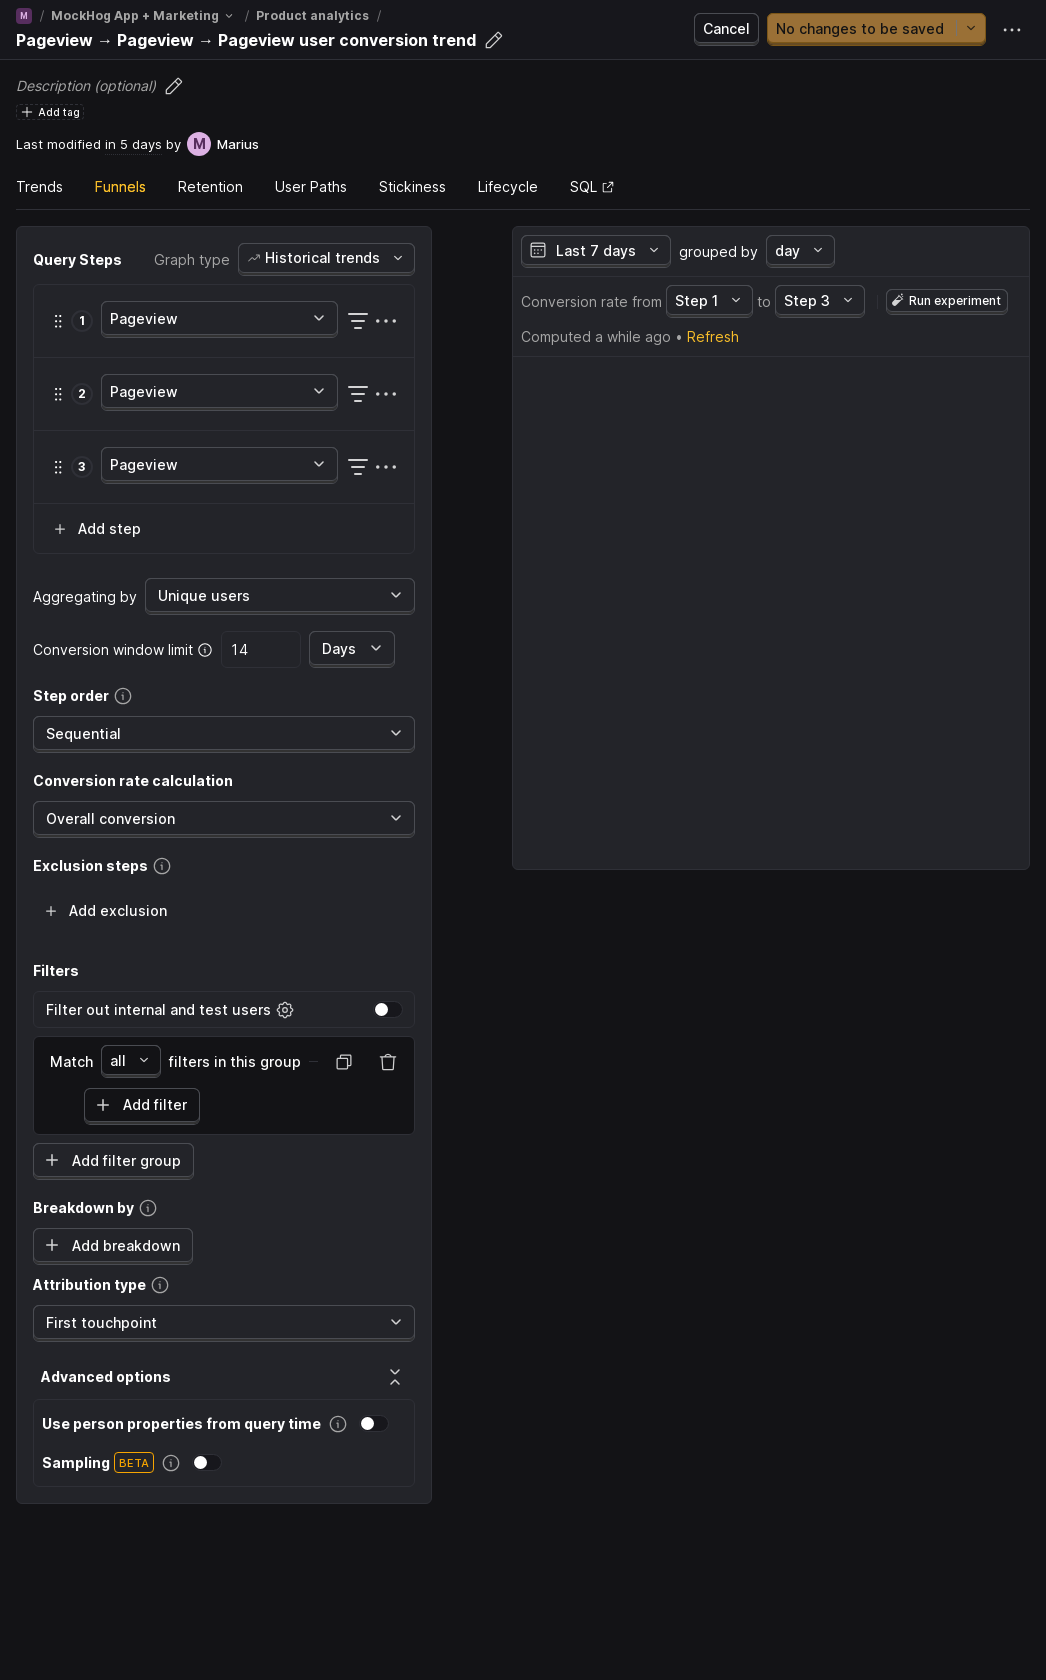 M / MockHog App + Marketing / Product analytics /
Pageview → Pageview → Pageview user conversion trend
Cancel
No changes to be saved
Description (optional)
Add tag
Last modified in 5 days by M Marius
Trends Funnels Retention User Paths Stickiness Lifecycle SQL
Query Steps Graph type Historical trends
1 Pageview
2 Pageview
3 Pageview
Add step
Aggregating by Unique users
Conversion window limit 14 Days
Step order
Sequential
Conversion rate calculation
Overall conversion
Exclusion steps
Add exclusion
Filters
Filter out internal and test users
Match all filters in this group
Add filter
Add filter group
Breakdown by
Add breakdown
Attribution type
First touchpoint
Advanced options
Use person properties from query time
Sampling BETA
Last 7 days grouped by day
Conversion rate from Step 1 to Step 3 Run experiment
Computed a while ago • Refresh